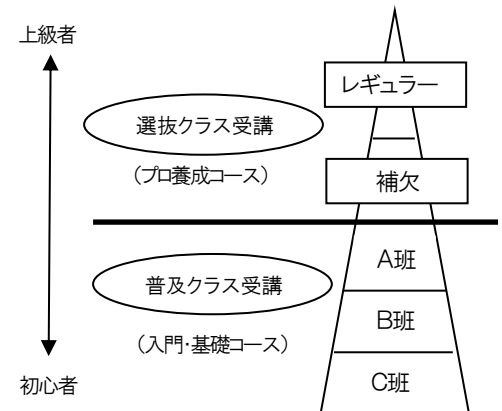 上級者
レギュラー
選抜クラス受講
(プロ養成コース)
補欠
A班
普及クラス受講
B班
(入門・基礎コース)
C班
初心者